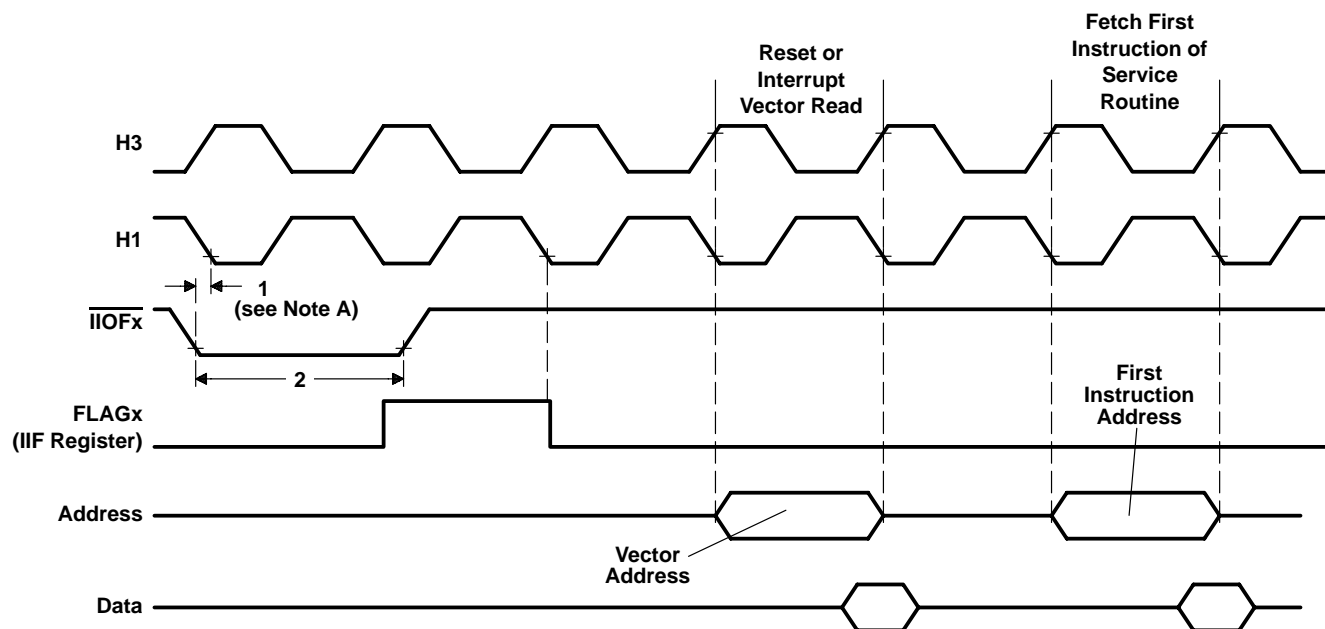 Reset or
Interrupt
Vector Read
Fetch First
Instruction of
Service
Routine
H3
H1
1
(see Note A)
IIOFx
2
FLAGx
(IIF Register)
First
Instruction
Address
Address
Vector
Address
Data